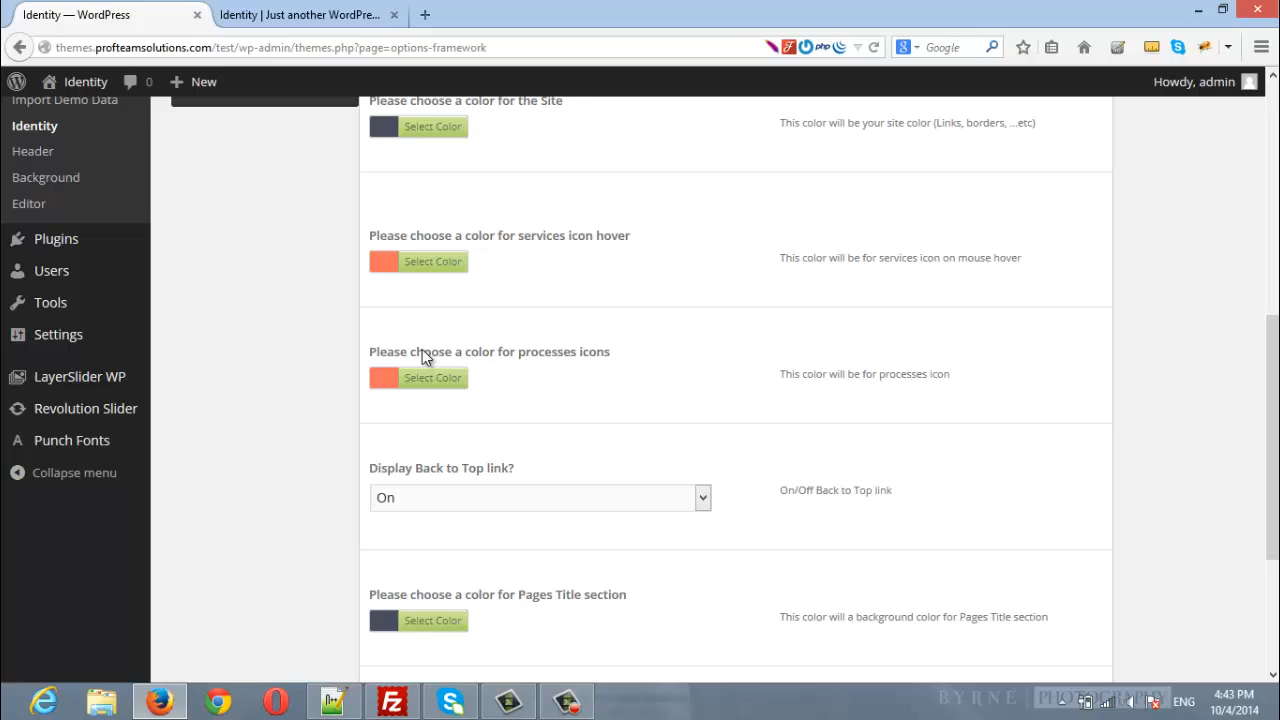 Identity — WordPress
Identity | Just another WordPre...
themes.profteamsolutions.com/test/wp-admin/themes.php?page=options-framework
php
Google
Identity
0
New
Howdy, admin
Import Demo Data
Identity
Header
Background
Editor
Plugins
Users
Tools
Settings
LayerSlider WP
Revolution Slider
Punch Fonts
Collapse menu
Please choose a color for the Site
Select Color
This color will be your site color (Links, borders, ...etc)
Please choose a color for services icon hover
Select Color
This color will be for services icon on mouse hover
Please choose a color for processes icons
Select Color
This color will be for processes icon
Display Back to Top link?
On
On/Off Back to Top link
Please choose a color for Pages Title section
Select Color
This color will a background color for Pages Title section
BYRNE PHOTOGRAPHY
ENG
4:43 PM
10/4/2014